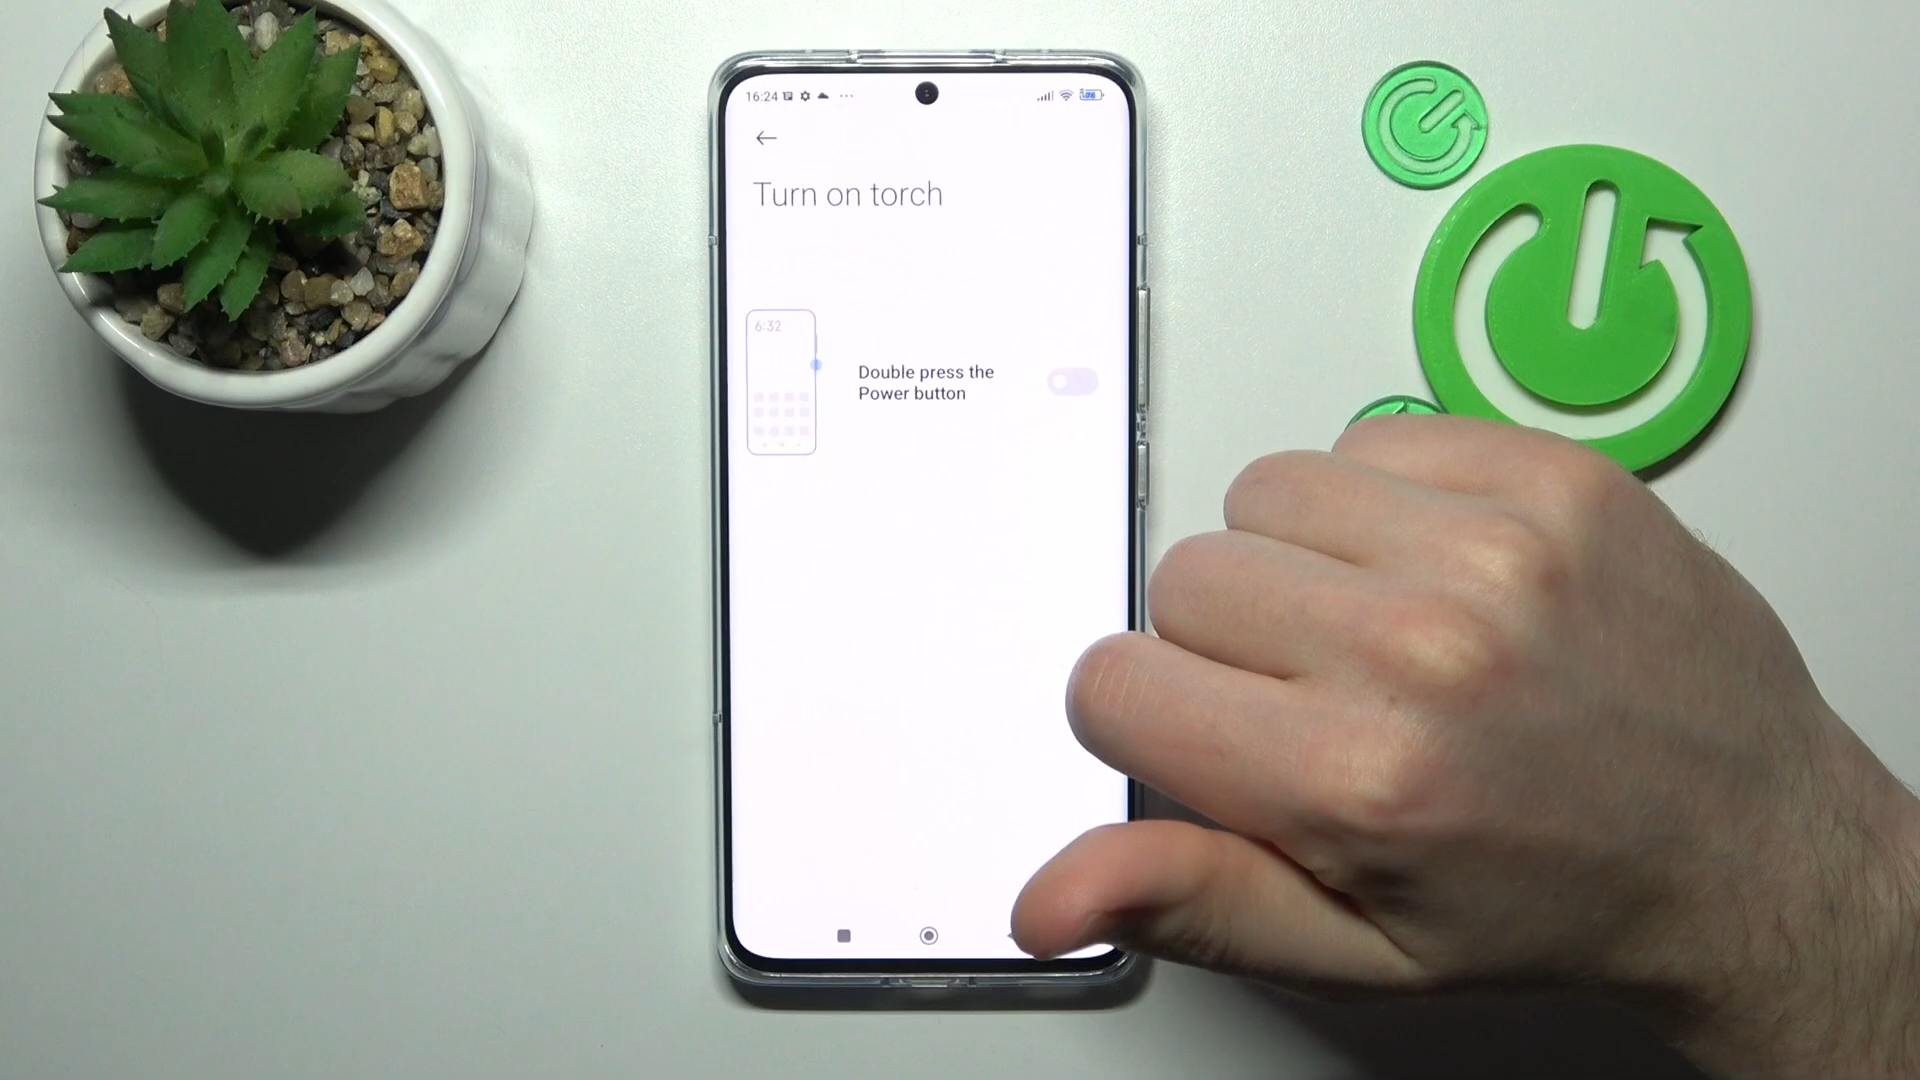 16:24
Turn on torch
6:32
Double press the
Power button